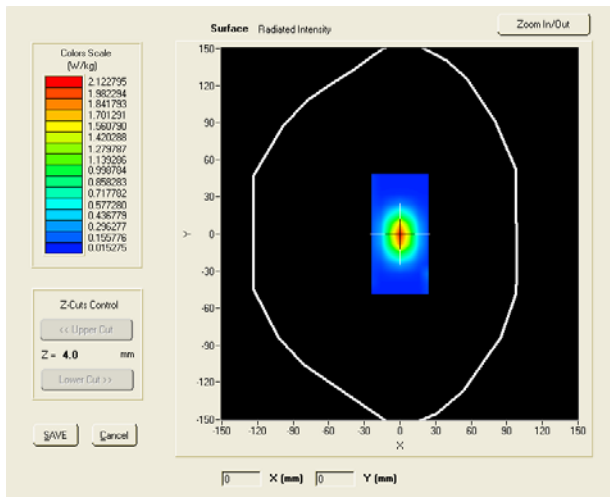 Surface Radiated Intensity
Zoom In/Out
Colors Scale
(W/kg)
2.122795
1.982294
1.841793
1.701291
1.560790
1.420288
1.279787
1.139286
0.998784
0.858283
0.717782
0.577280
0.436779
0.296277
0.155776
0.015275
Z-Cuts Control
<< Upper Cut
Z = 4.0 mm
Lower Cut >>
SAVE Cancel
150
120
90
60
30
0
-30
-60
-90
-120
-150
Y
-150 -120 -90 -60 -30 0 30 60 90 120 150
X
0 X (mm) 0 Y (mm)